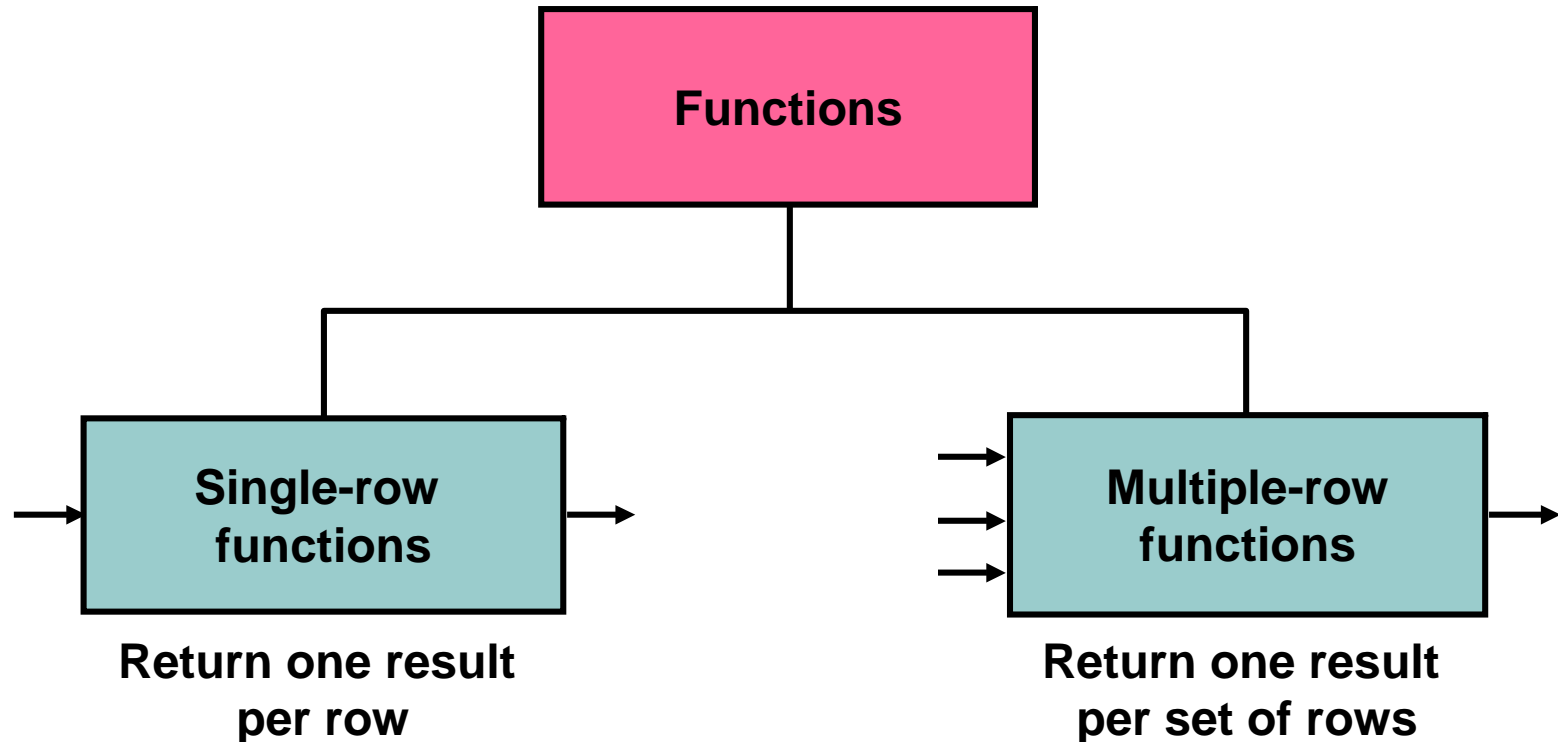 Functions
Single-row
functions
Multiple-row
functions
Return one result
per row
Return one result
per set of rows